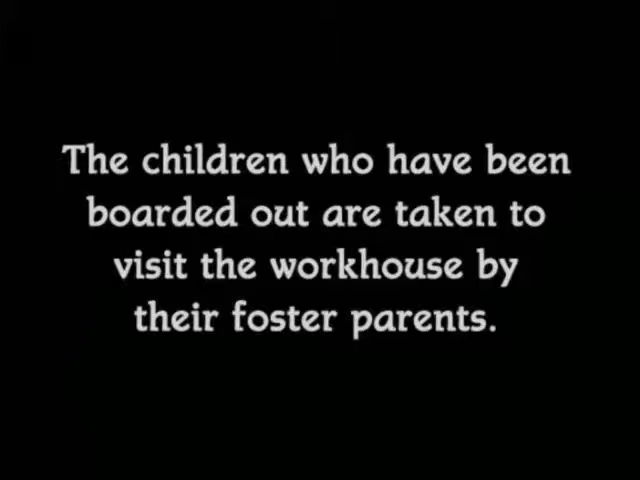 The children who have been
boarded out are taken to
visit the workhouse by
their foster parents.